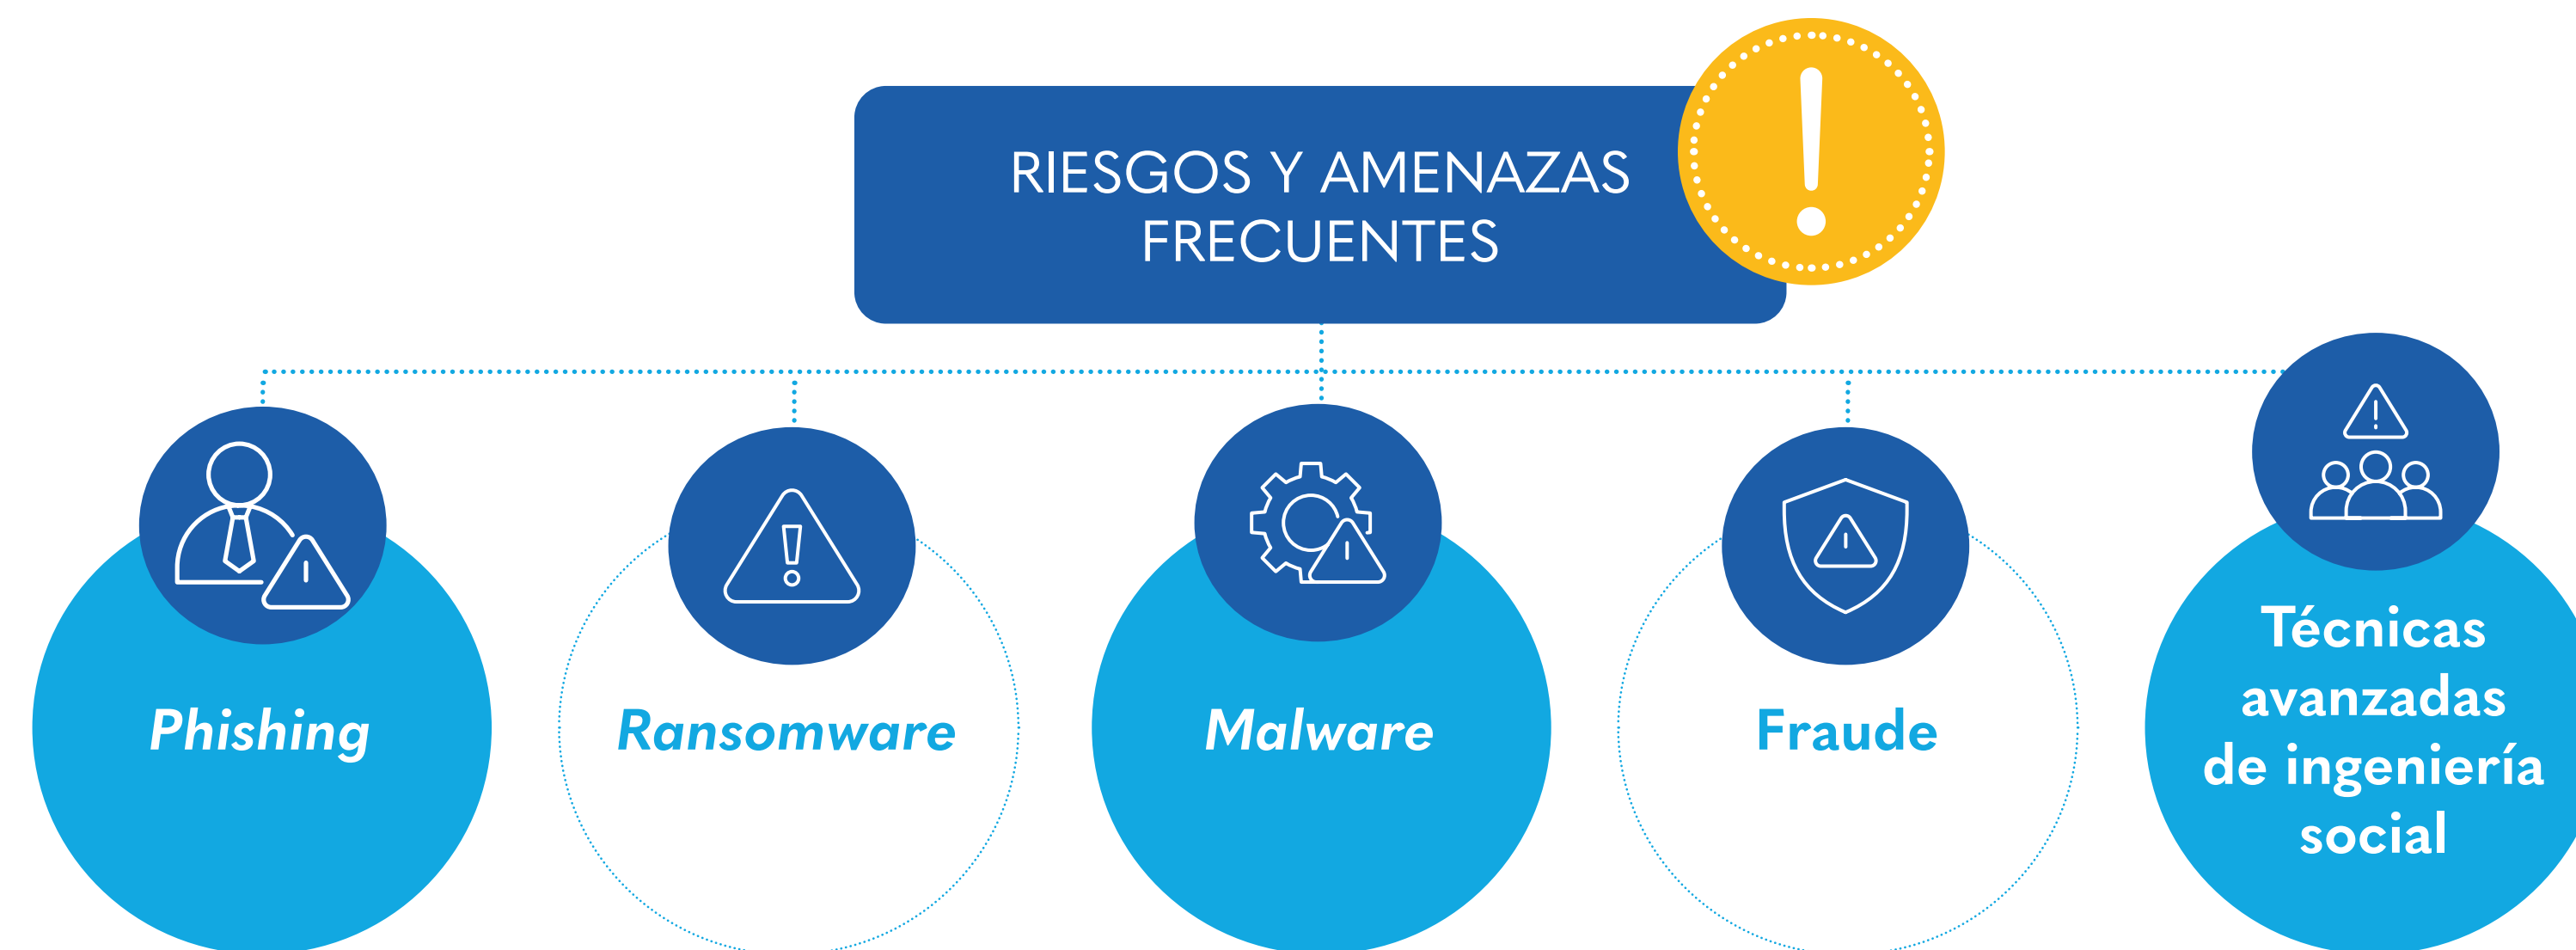 RIESGOS Y AMENAZAS
FRECUENTES
Phishing
Ransomware
Malware
Fraude
Técnicas
avanzadas
de ingeniería
social